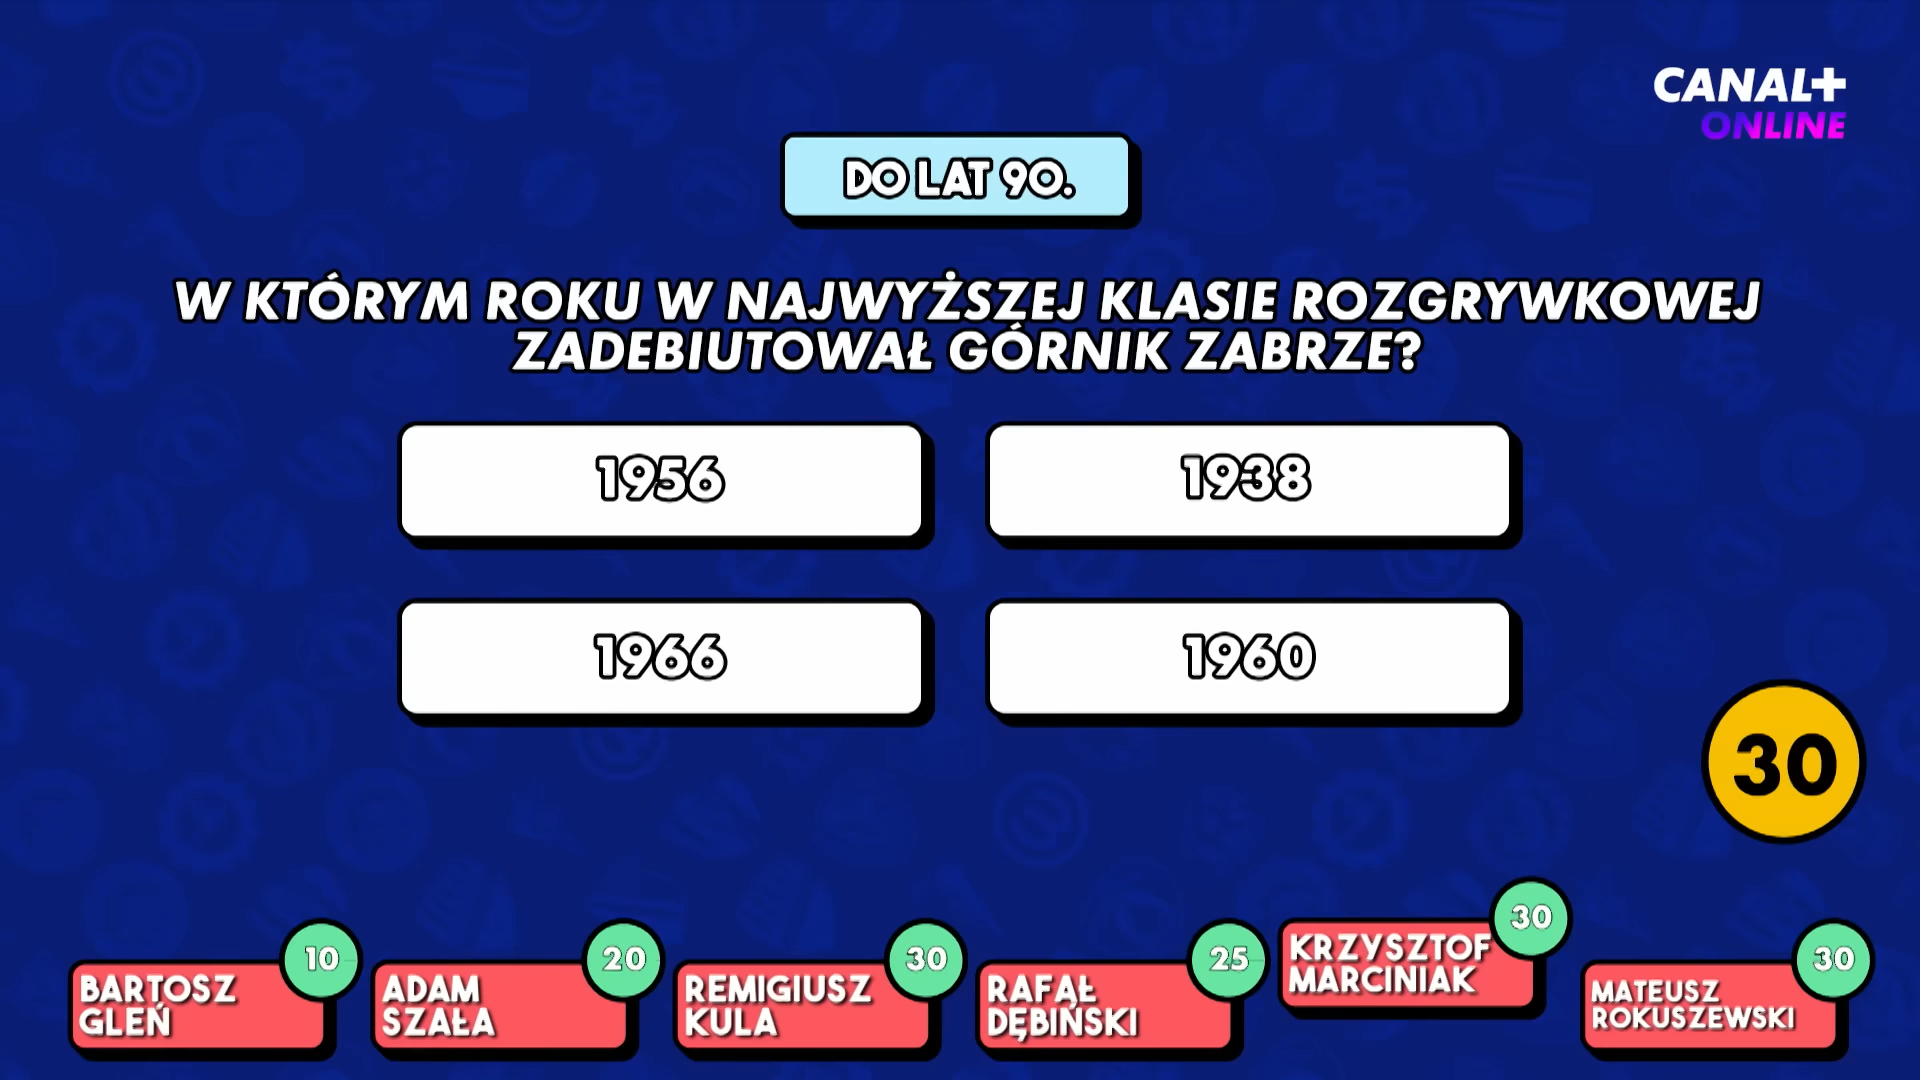 CANAL+
ONLINE
DO LAT 90.
W KTÓRYM ROKU W NAJWYŻSZEJ KLASIE ROZGRYWKOWEJ
ZADEBIUTOWAŁ GÓRNIK ZABRZE?
1956
1938
1966
1960
30
BARTOSZ
GLEŃ
10
ADAM
SZAŁA
20
REMIGIUSZ
KULA
30
RAFAŁ
DĘBIŃSKI
25
KRZYSZTOF
MARCINIAK
30
MATEUSZ
ROKUSZEWSKI
30